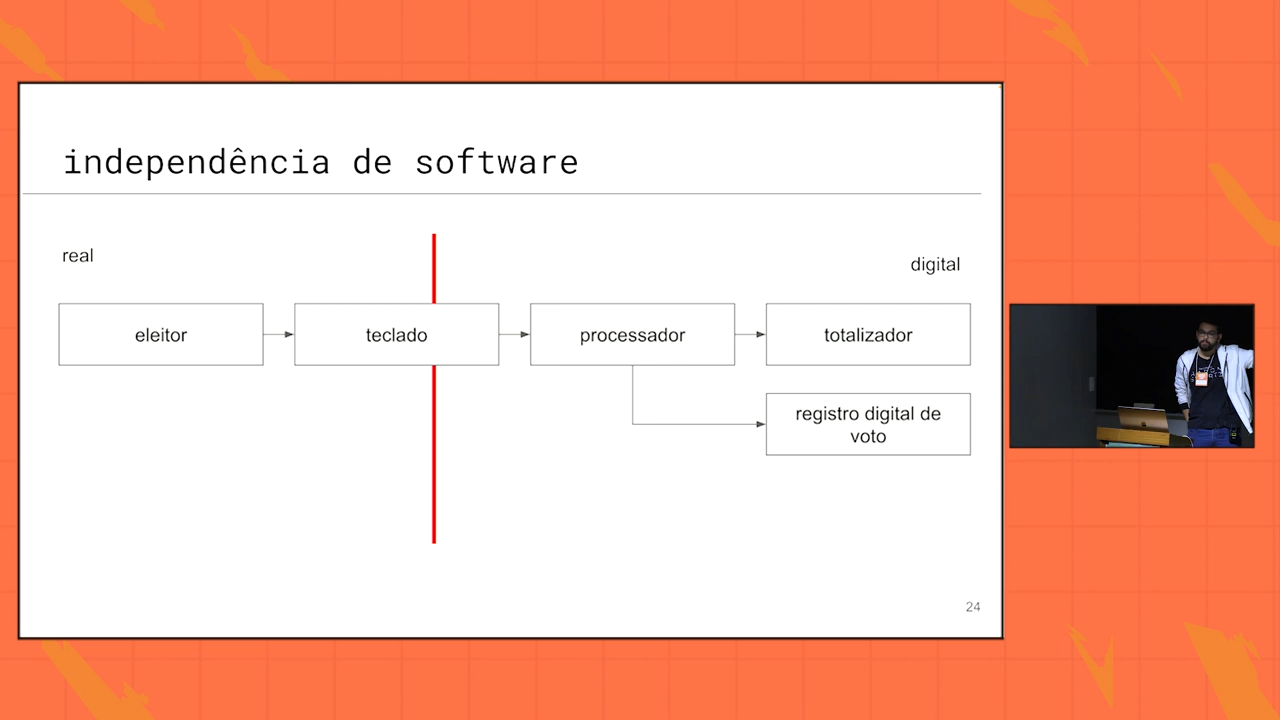 independência de software
real
digital
eleitor
teclado
processador
totalizador
registro digital de
voto
24